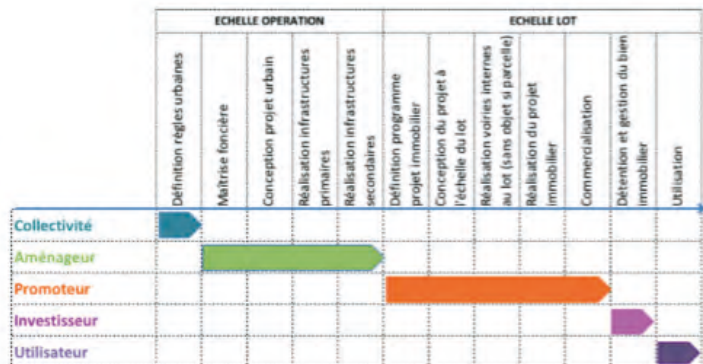 ECHELLE OPERATION
ECHELLE LOT
Définition règles urbaines
Maîtrise foncière
Conception projet urbain
Réalisation infrastructures
primaires
Réalisation infrastructures
secondaires
Définition programme
projet immobilier
Conception du projet à
l'échelle du lot
Réalisation voiries internes
au lot (sans objet si parcelle)
Réalisation du projet
immobilier
Commercialisation
Détention et gestion du bien
immobilier
Utilisation
Collectivité
Aménageur
Promoteur
Investisseur
Utilisateur